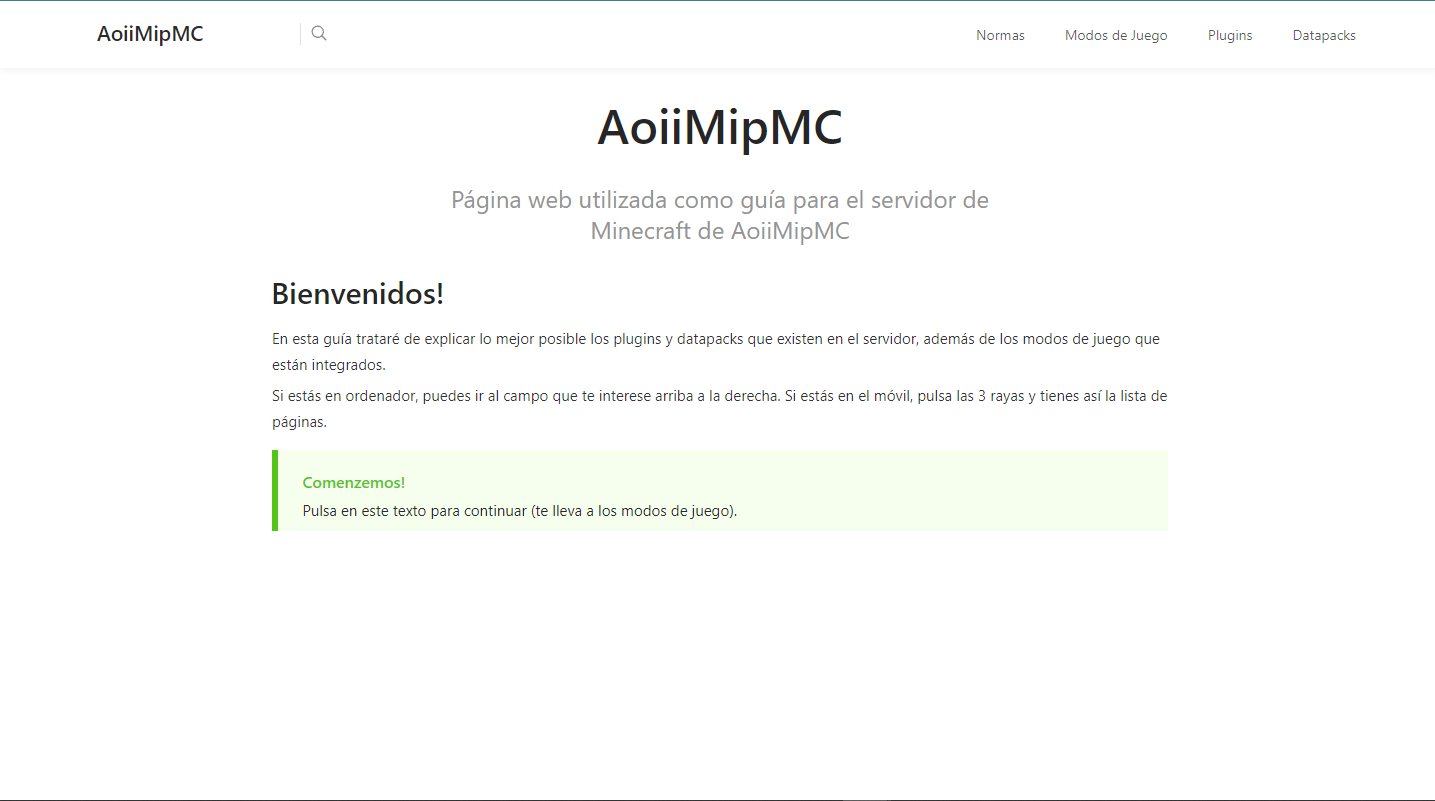 AoiiMipMC
Normas
Modos de Juego
Plugins
Datapacks
AoiiMipMC
Página web utilizada como guía para el servidor de
Minecraft de AoiiMipMC
Bienvenidos!
En esta guía trataré de explicar lo mejor posible los plugins y datapacks que existen en el servidor, además de los modos de juego que
están integrados.
Si estás en ordenador, puedes ir al campo que te interese arriba a la derecha. Si estás en el móvil, pulsa las 3 rayas y tienes así la lista de
páginas.
Comenzemos!
Pulsa en este texto para continuar (te lleva a los modos de juego).